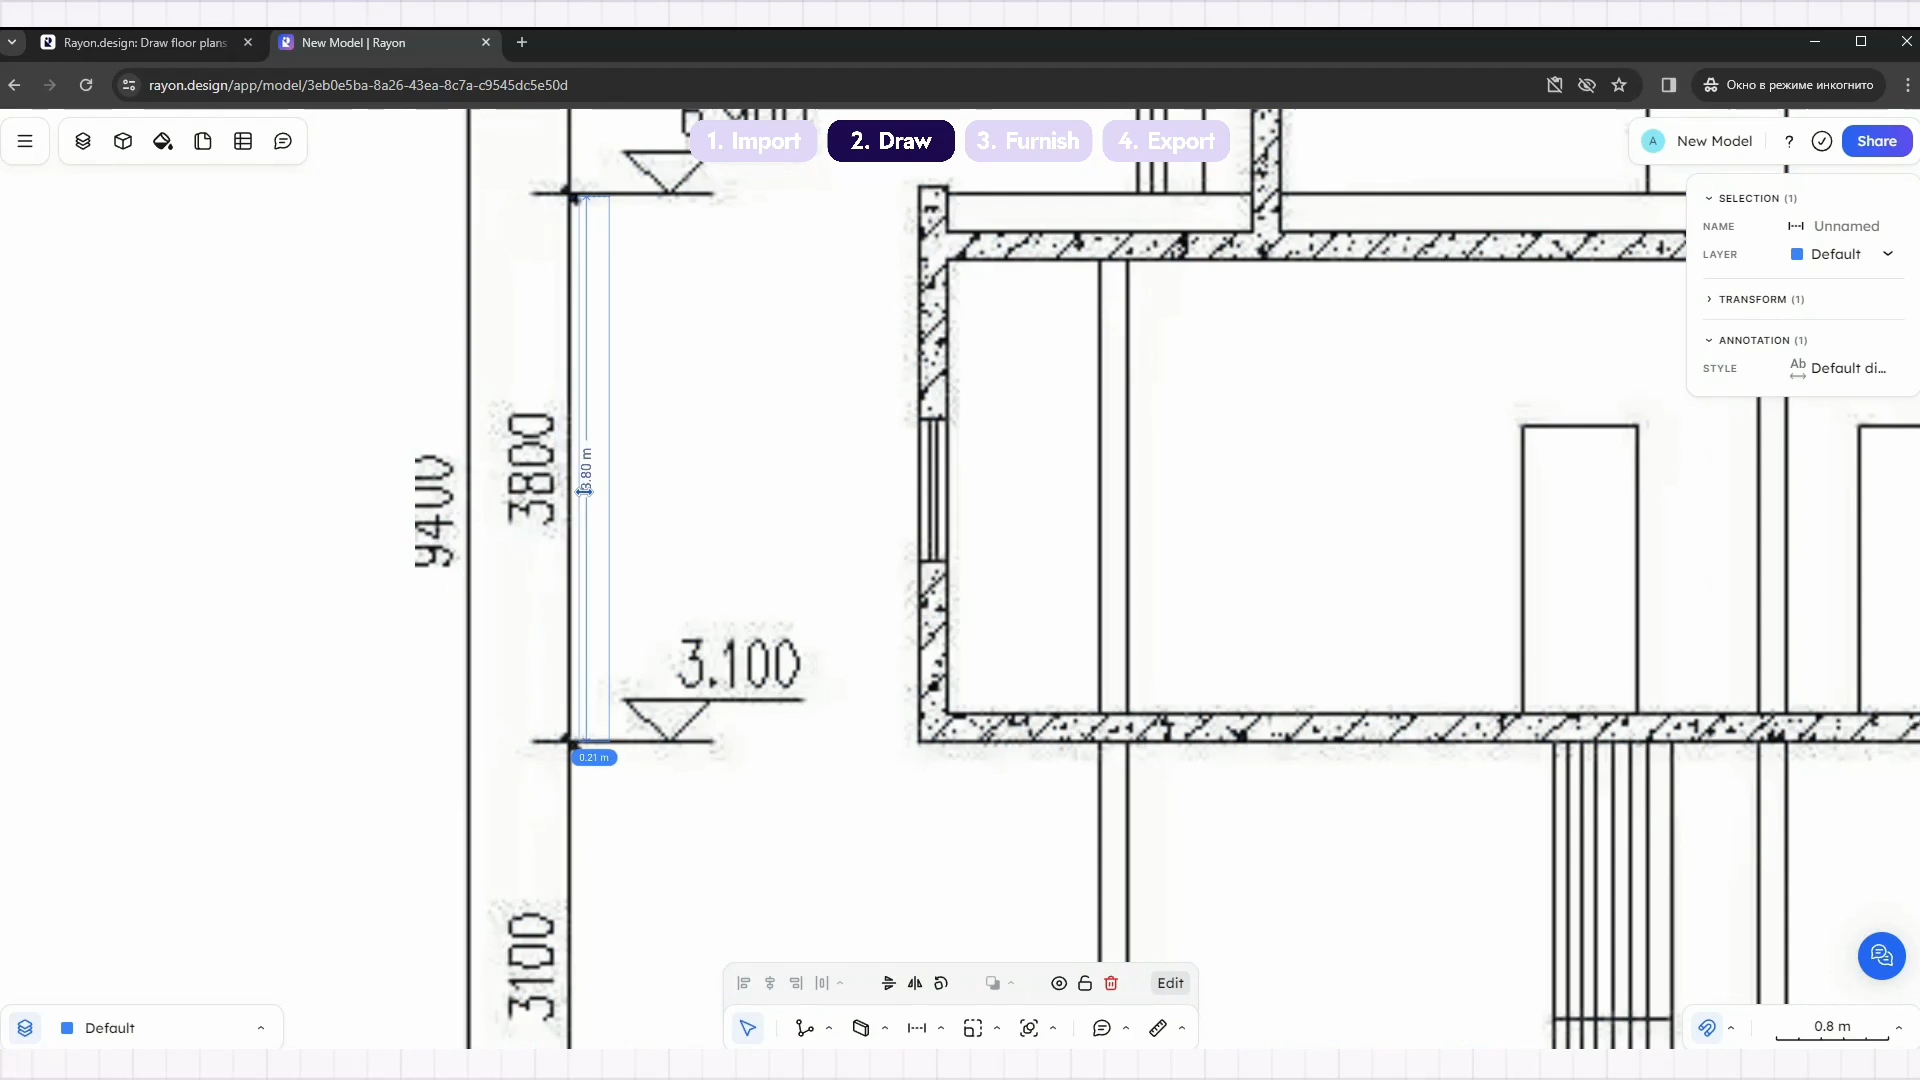 Rayon.design: Draw floor plans
New Model | Rayon
rayon.design/app/model/3eb0e5ba-8a26-43ea-8c7a-c9545dc5e50d
Окно в режиме инкогнито
1. Import
2. Draw
3. Furnish
4. Export
A
New Model
?
Share
SELECTION (1)
NAME
Unnamed
LAYER
Default
TRANSFORM (1)
ANNOTATION (1)
STYLE
Ab
Default di...
9400
3800
3.80 m
3.100
0.21 m
3100
Edit
Default
0.8 m